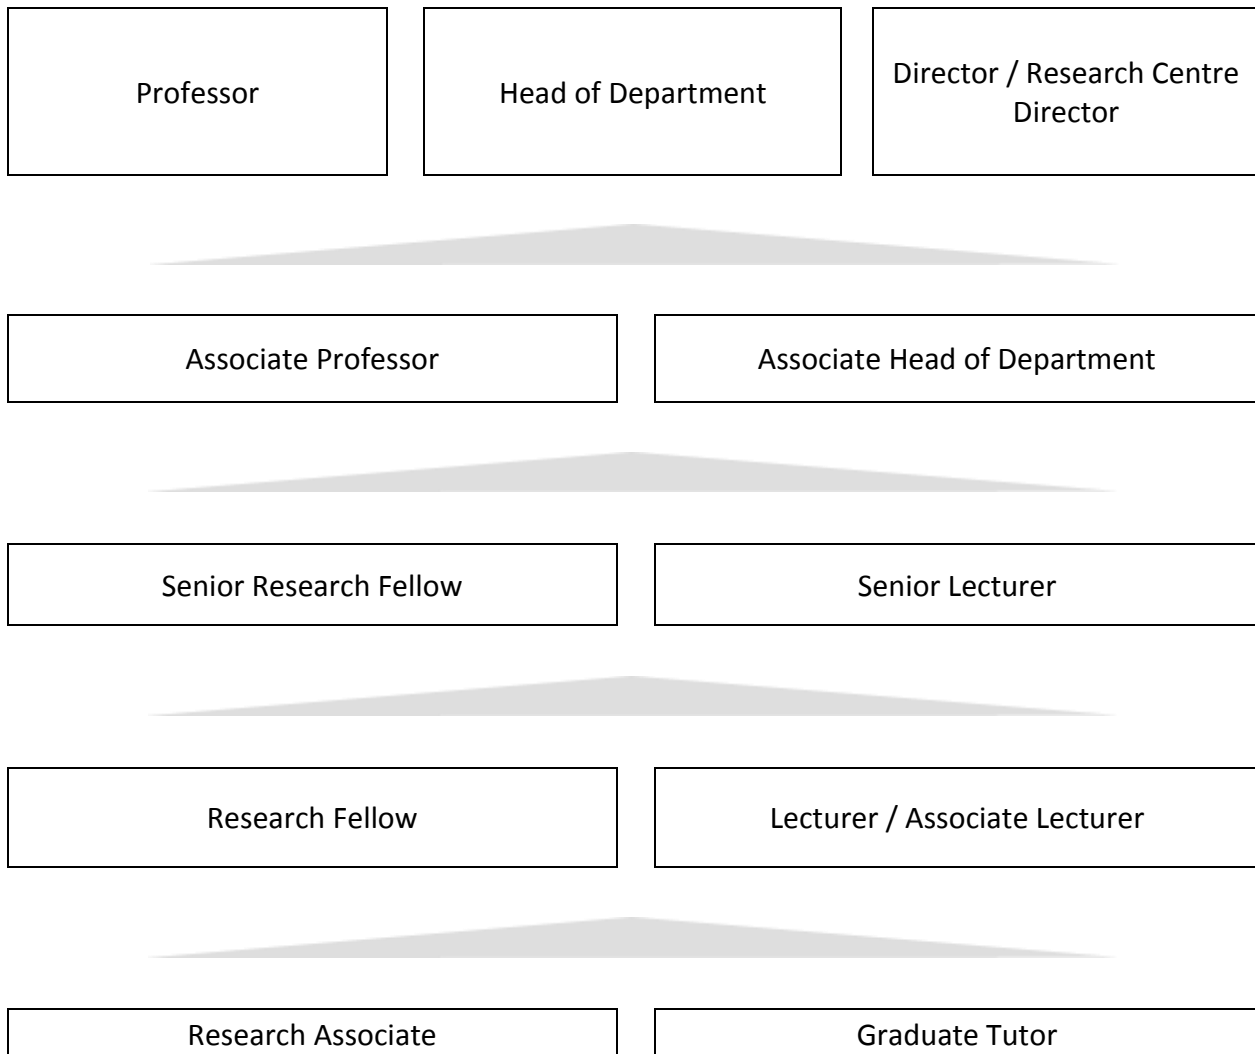 Professor
Head of Department
Director / Research Centre
Director
Associate Professor
Associate Head of Department
Senior Research Fellow
Senior Lecturer
Research Fellow
Lecturer / Associate Lecturer
Research Associate
Graduate Tutor